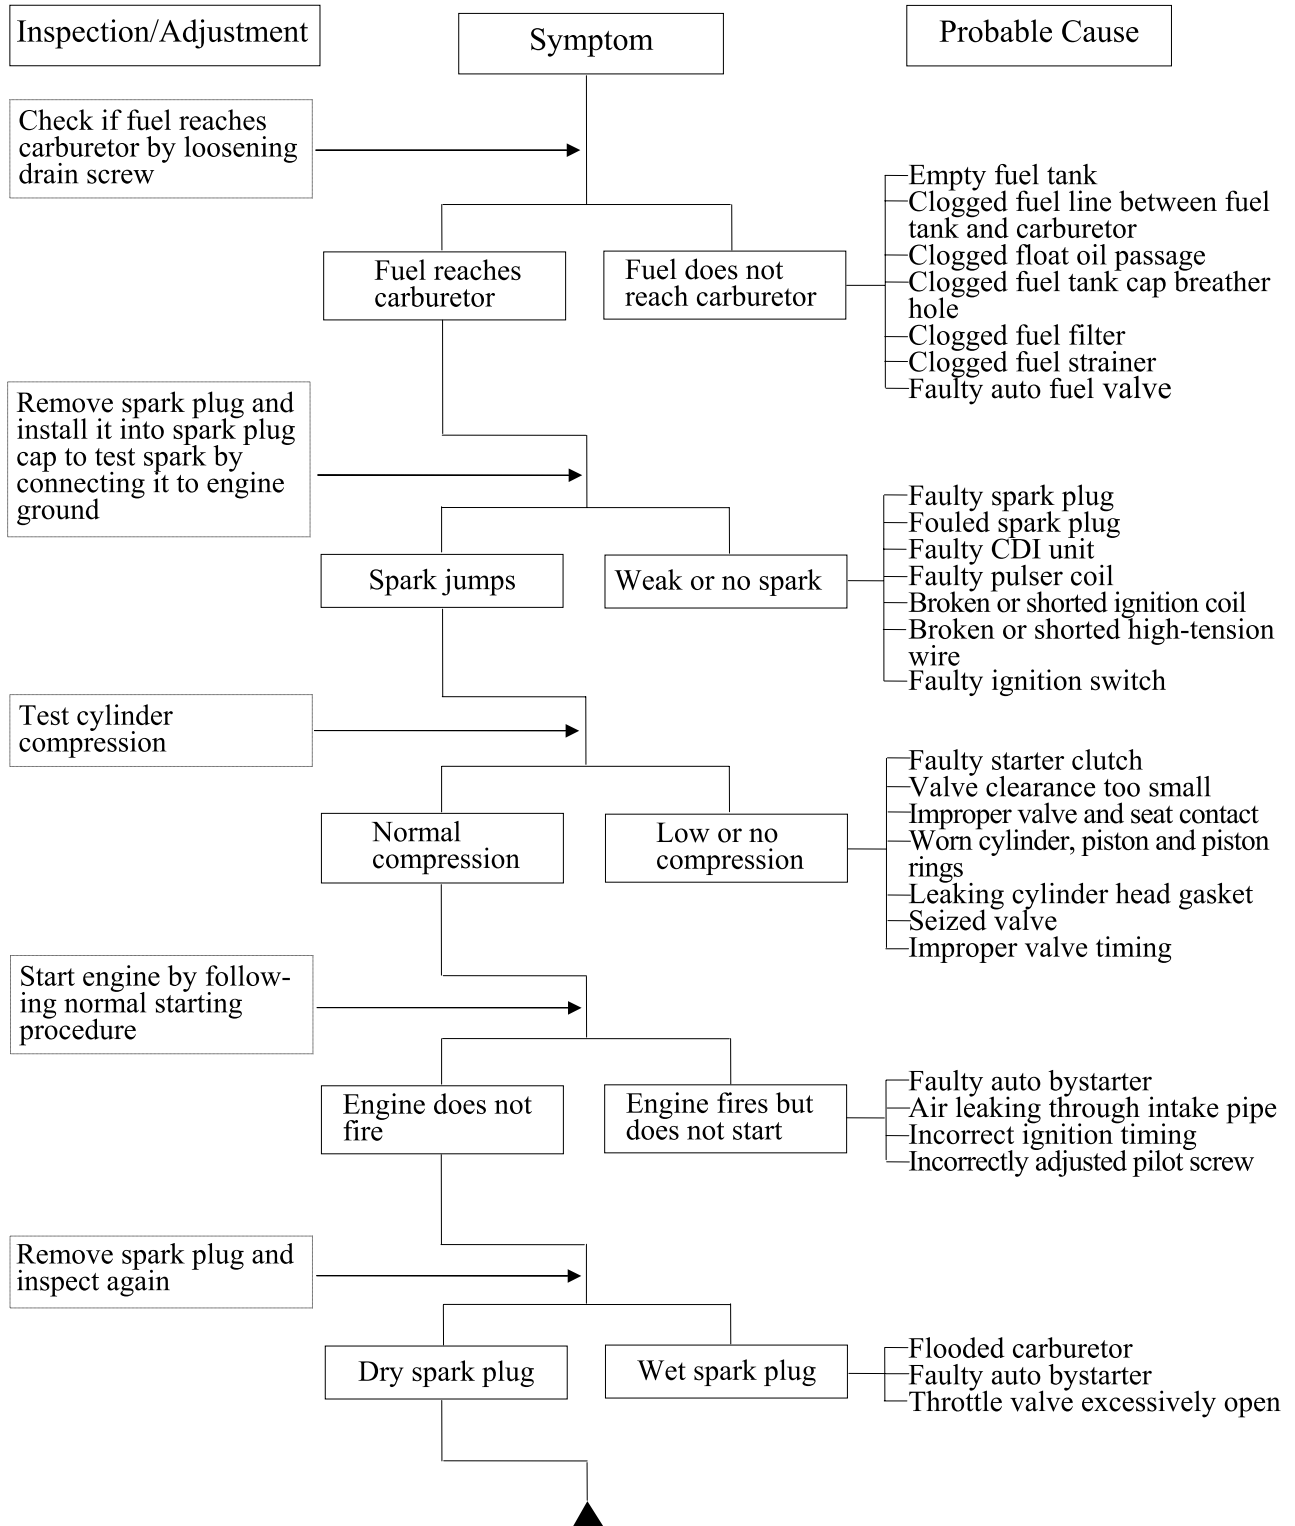 Inspection/Adjustment
Symptom
Probable Cause
Check if fuel reaches
carburetor by loosening
drain screw
Empty fuel tank
Clogged fuel line between fuel
tank and carburetor
Clogged float oil passage
Clogged fuel tank cap breather
hole
Clogged fuel filter
Clogged fuel strainer
Faulty auto fuel valve
Fuel reaches
carburetor
Fuel does not
reach carburetor
Remove spark plug and
install it into spark plug
cap to test spark by
connecting it to engine
ground
Faulty spark plug
Fouled spark plug
Faulty CDI unit
Faulty pulser coil
Broken or shorted ignition coil
Broken or shorted high-tension
wire
Faulty ignition switch
Spark jumps
Weak or no spark
Test cylinder
compression
Faulty starter clutch
Valve clearance too small
Improper valve and seat contact
Worn cylinder, piston and piston
rings
Leaking cylinder head gasket
Seized valve
Improper valve timing
Normal
compression
Low or no
compression
Start engine by follow-
ing normal starting
procedure
Engine does not
fire
Engine fires but
does not start
Faulty auto bystarter
Air leaking through intake pipe
Incorrect ignition timing
Incorrectly adjusted pilot screw
Remove spark plug and
inspect again
Dry spark plug
Wet spark plug
Flooded carburetor
Faulty auto bystarter
Throttle valve excessively open